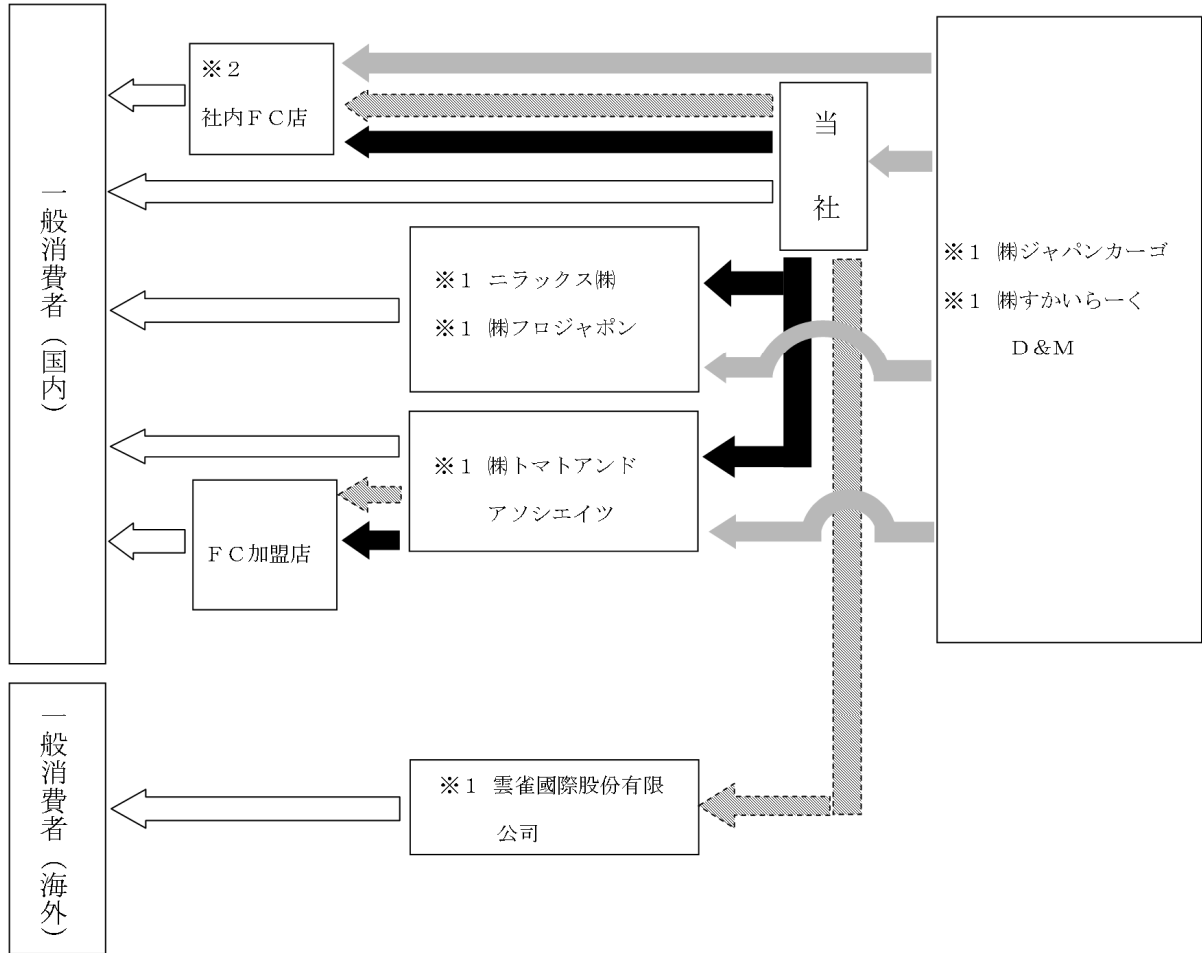 一般消費者（国内）
※２
社内ＦＣ店
当社
※１ ㈱ジャパンカーゴ
※１ ㈱すかいらーく
Ｄ＆Ｍ
※１ ニラックス㈱
※１ ㈱フロジャポン
※１ ㈱トマトアンド
アソシエイツ
ＦＣ加盟店
一般消費者（海外）
※１ 雲雀國際股份有限
公司